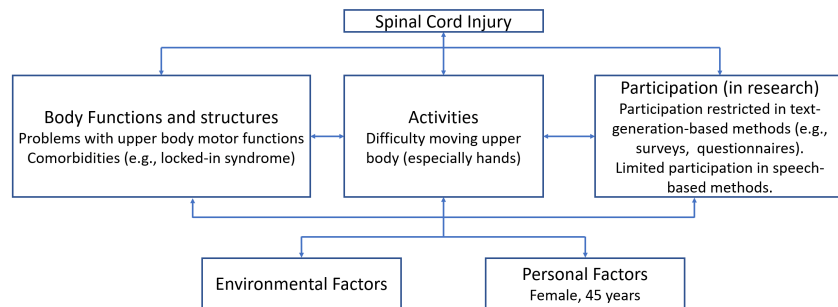 Spinal Cord Injury
Body Functions and structures
Problems with upper body motor functions
Comorbidities (e.g., locked-in syndrome)
Activities
Difficulty moving upper
body (especially hands)
Participation (in research)
Participation restricted in text-
generation-based methods (e.g.,
surveys, questionnaires).
Limited participation in speech-
based methods.
Environmental Factors
Personal Factors
Female, 45 years